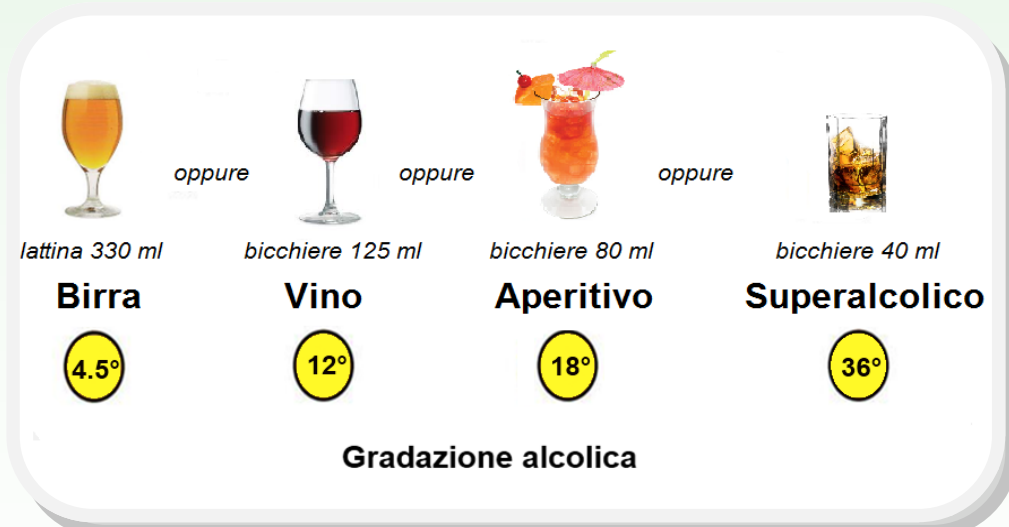 oppure oppure oppure
lattina 330 ml bicchiere 125 ml bicchiere 80 ml bicchiere 40 ml
Birra Vino Aperitivo Superalcolico
4.5° 12° 18° 36°
Gradazione alcolica